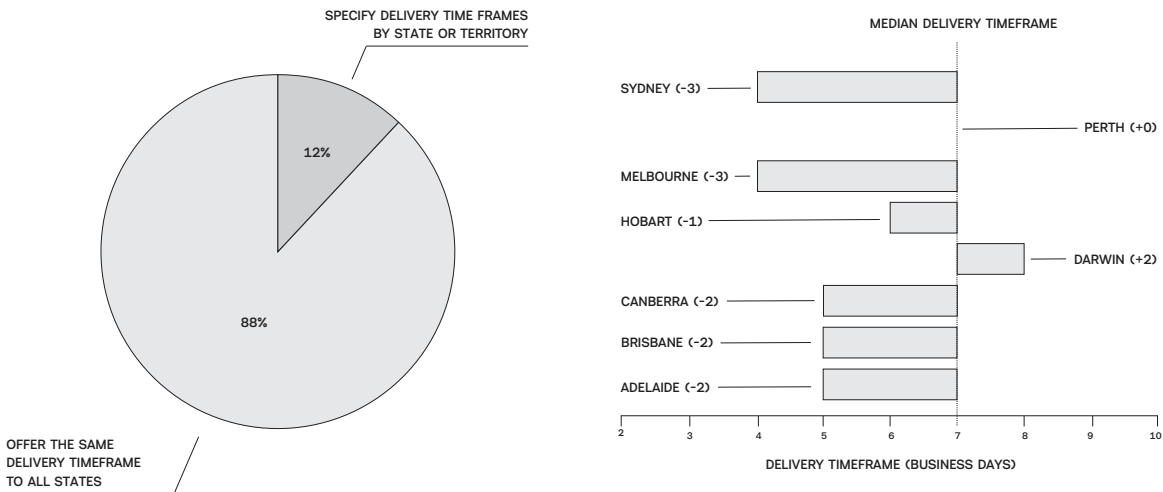 SPECIFY DELIVERY TIME FRAMES
BY STATE OR TERRITORY
12%
88%
OFFER THE SAME
DELIVERY TIMEFRAME
TO ALL STATES
MEDIAN DELIVERY TIMEFRAME
SYDNEY (-3)
PERTH (+0)
MELBOURNE (-3)
HOBART (-1)
DARWIN (+2)
CANBERRA (-2)
BRISBANE (-2)
ADELAIDE (-2)
2 3 4 5 6 7 8 9 10
DELIVERY TIMEFRAME (BUSINESS DAYS)